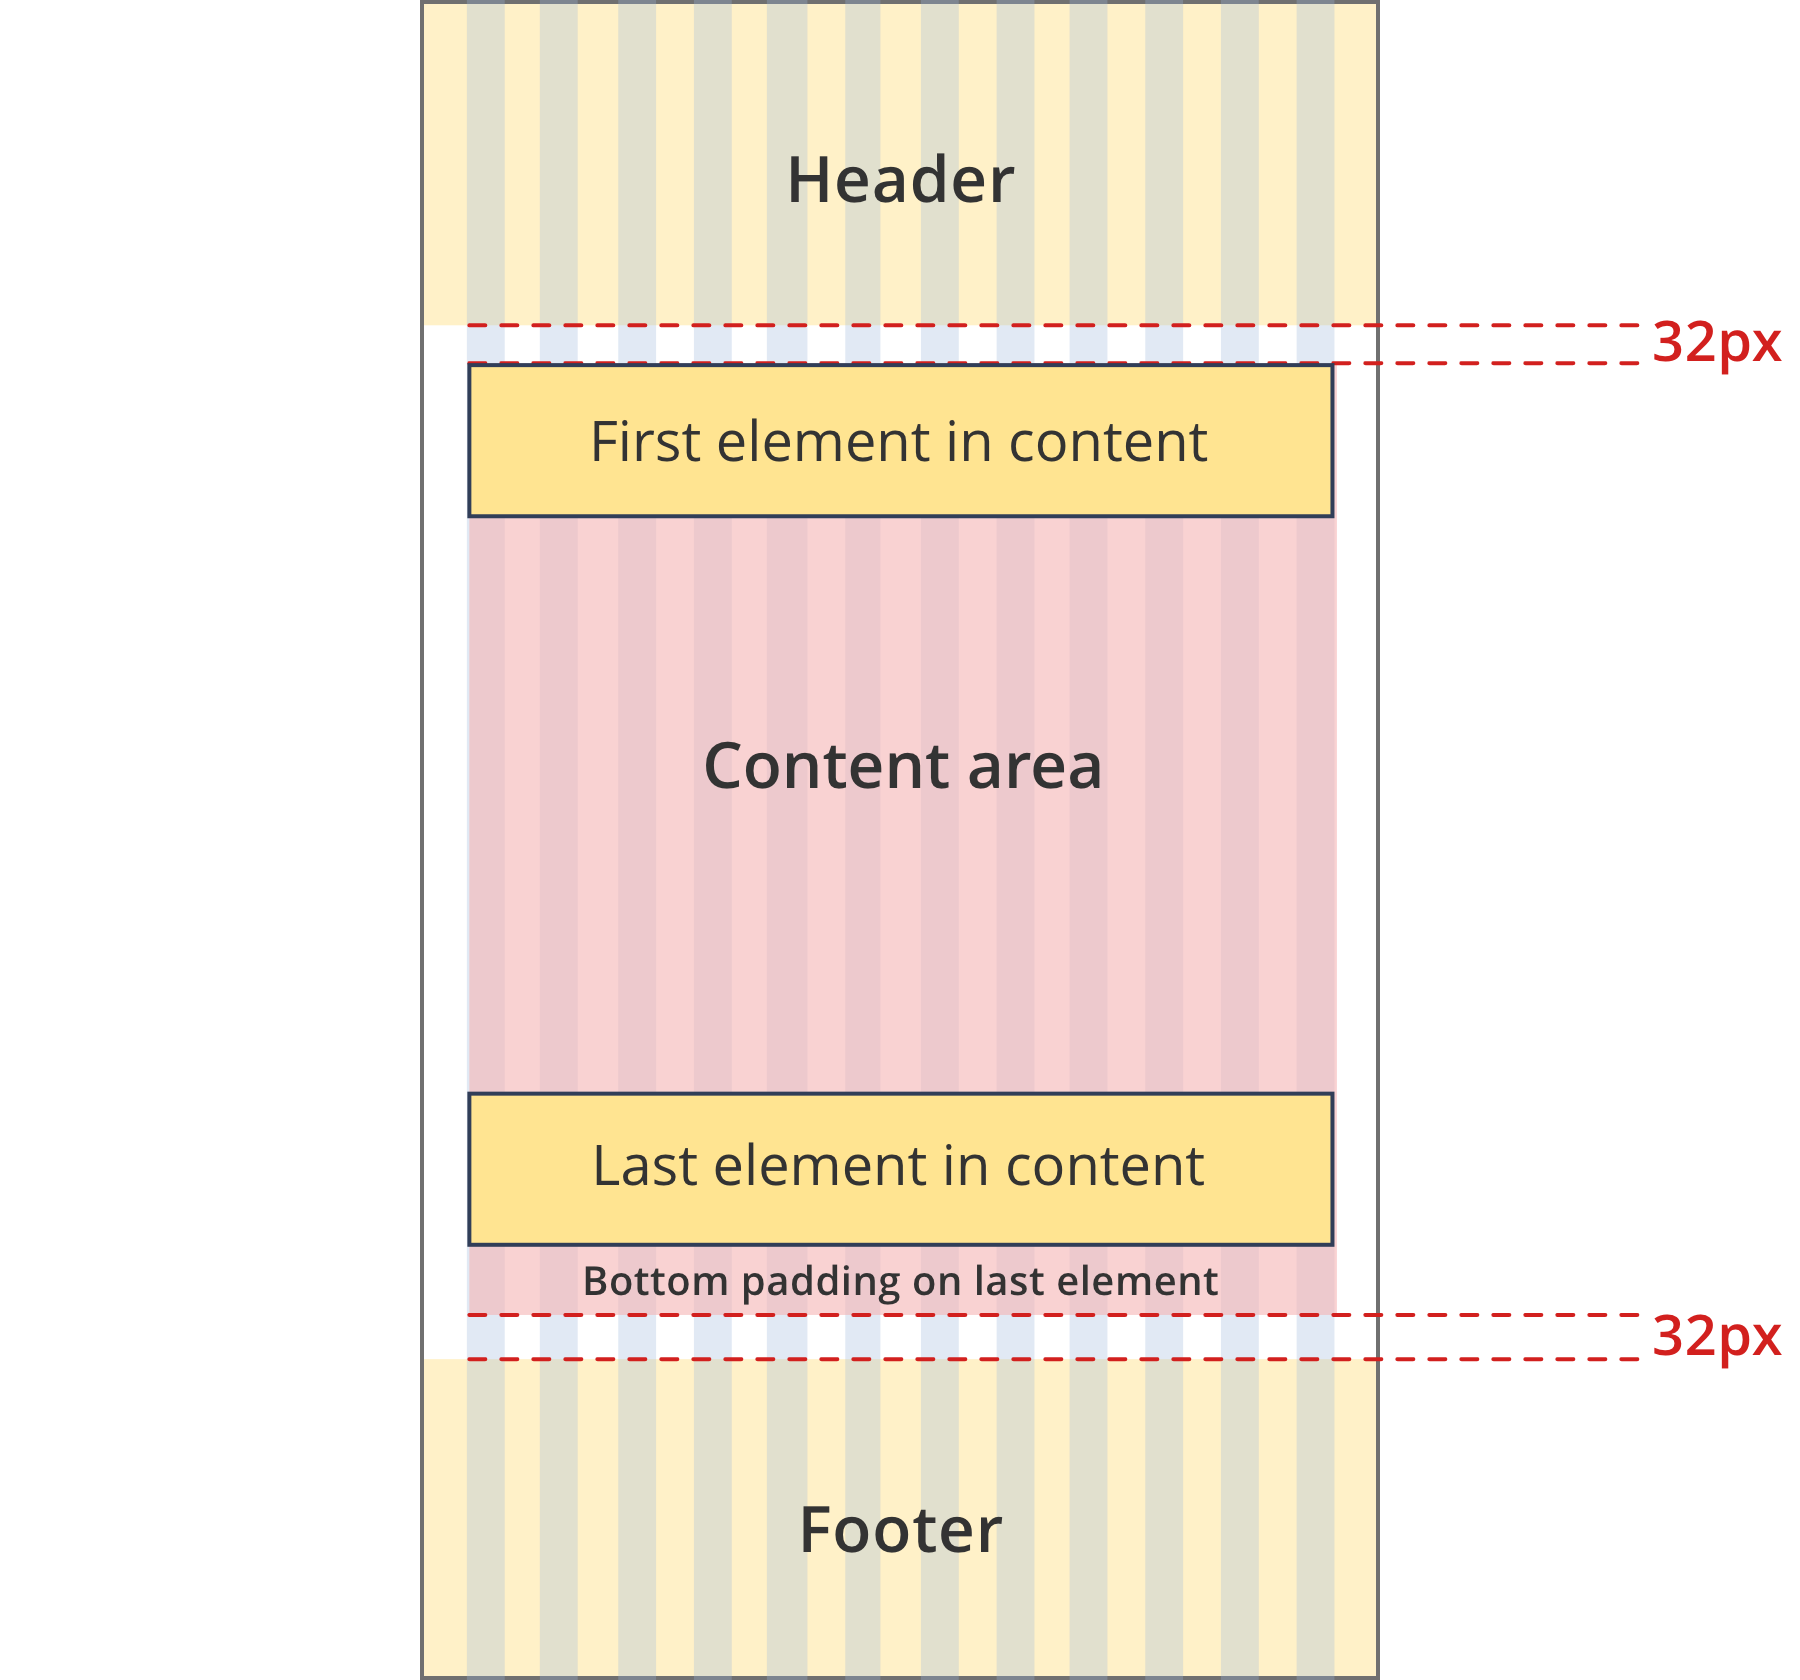 Header
32px
First element in content
Content area
Last element in content
Bottom padding on last element
32px
Footer